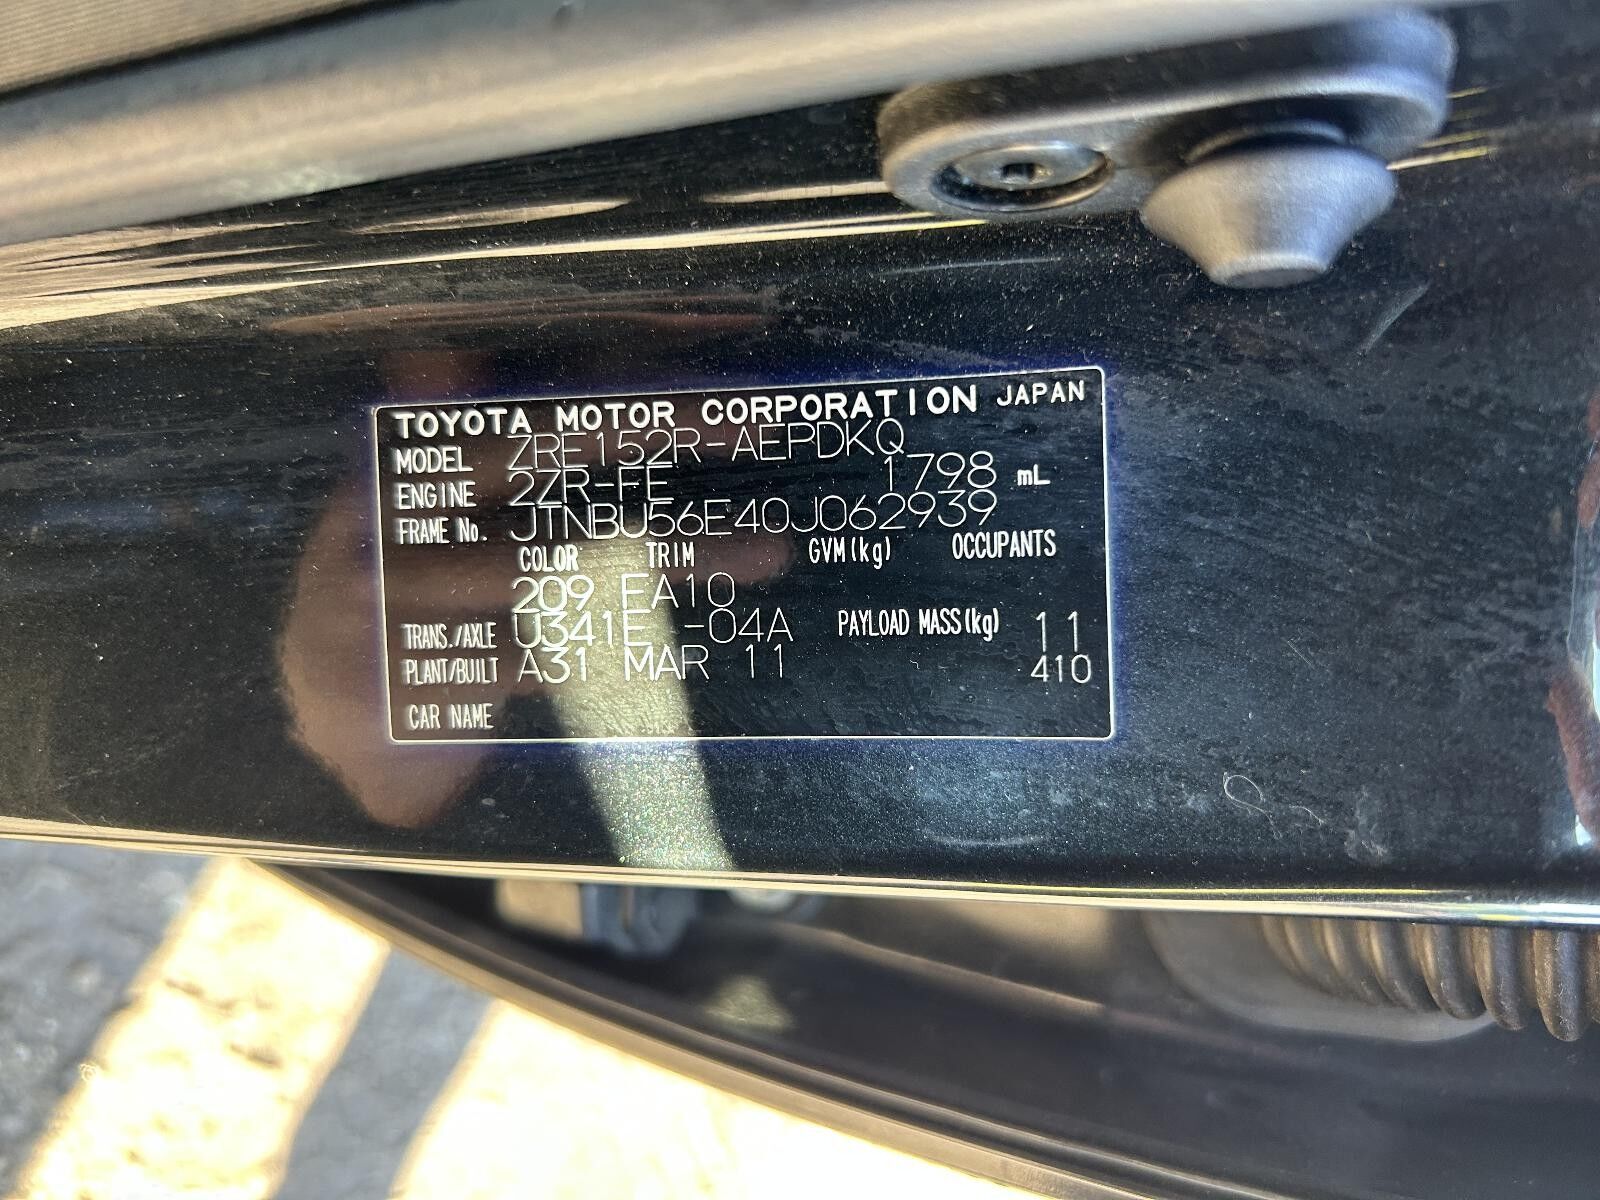 TOYOTA MOTOR CORPORATION JAPAN
MODEL ZRE152R-AEPDKQ
ENGINE 2ZR-FE 1798 mL
FRAME No. JTNBU56E40J062939
COLOR TRIM GVM(kg) OCCUPANTS
209 EA10
TRANS./AXLE U341E -04A PAYLOAD MASS(kg) 11
PLANT/BUILT A31 MAR 11 410
CAR NAME